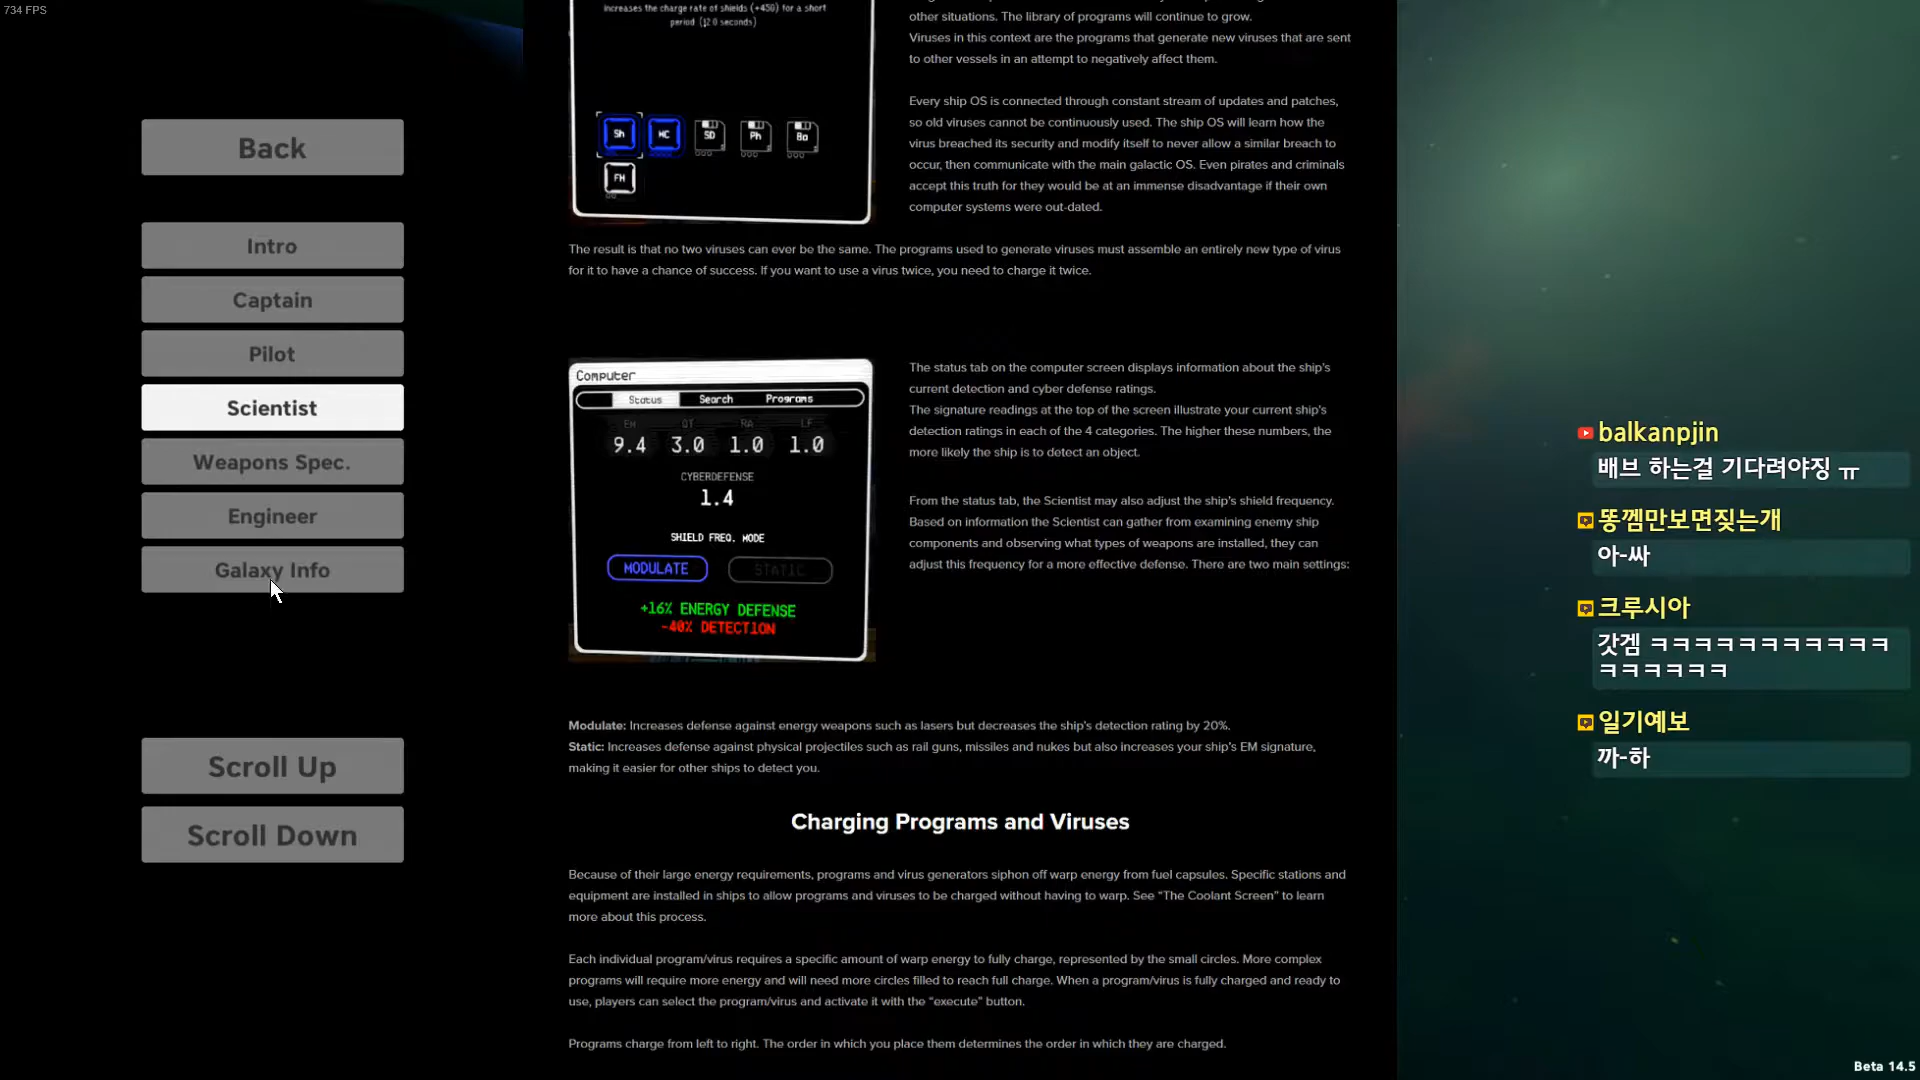 734 FPS
Back
Intro
Captain
Pilot
Scientist
Weapons Spec.
Engineer
Galaxy Info
Scroll Up
Scroll Down
increases the charge rate of shields (+450) for a short
Sh
WC
SD
Ph
FM
other situations. The library of programs will continue to grow.
Viruses in this context are the programs that generate new viruses that are sent
to other vessels in an attempt to negatively affect them.
Every ship OS is connected through constant stream of updates and patches,
so old viruses cannot be continuously used. The ship OS will learn how the
virus breached its security and modify itself to never allow a similar breach to
occur, then communicate with the main galactic OS. Even pirates and criminals
accept this truth for they would be at an immense disadvantage if their own
computer systems were out-dated.
The result is that no two viruses can ever be the same. The programs used to generate viruses must assemble an entirely new type of virus
for it to have a chance of success. If you want to use a virus twice, you need to charge it twice.
Computer
Status Search Programs
EM QT RA LF
9.4 3.0 1.0 1.0
CYBERDEFENSE
1.4
SHIELD FREQ. MODE
MODULATE STATIC
+16% ENERGY DEFENSE
-40% DETECTION
The status tab on the computer screen displays information about the ship's
current detection and cyber defense ratings.
The signature readings at the top of the screen illustrate your current ship's
detection ratings in each of the 4 categories. The higher these numbers, the
more likely the ship is to detect an object.
From the status tab, the Scientist may also adjust the ship's shield frequency.
Based on information the Scientist can gather from examining enemy ship
components and observing what types of weapons are installed, they can
adjust this frequency for a more effective defense. There are two main settings:
Modulate: Increases defense against energy weapons such as lasers but decreases the ship's detection rating by 20%.
Static: Increases defense against physical projectiles such as rail guns, missiles and nukes but also increases your ship's EM signature,
making it easier for other ships to detect you.
Charging Programs and Viruses
Because of their large energy requirements, programs and virus generators siphon off warp energy from fuel capsules. Specific stations and
equipment are installed in ships to allow programs and viruses to be charged without having to warp. See “The Coolant Screen” to learn
more about this process.
Each individual program/virus requires a specific amount of warp energy to fully charge, represented by the small circles. More complex
programs will require more energy and will need more circles filled to reach full charge. When a program/virus is fully charged and ready to
use, players can select the program/virus and activate it with the “execute” button.
Programs charge from left to right. The order in which you place them determines the order in which they are charged.
balkanpjin
배브 하는걸 기다려야징 ㅠ
똥껨만보면짖는개
아-싸
크루시아
갓겜 ㅋㅋㅋㅋㅋㅋㅋㅋㅋㅋㅋ
ㅋㅋㅋㅋㅋㅋ
일기예보
까-하
Beta 14.5